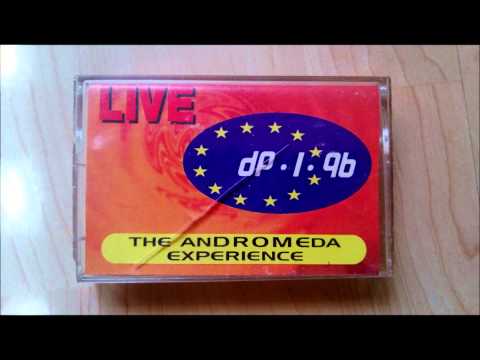 LIVE
dP.1.96
THE ANDROMEDA
EXPERIENCE